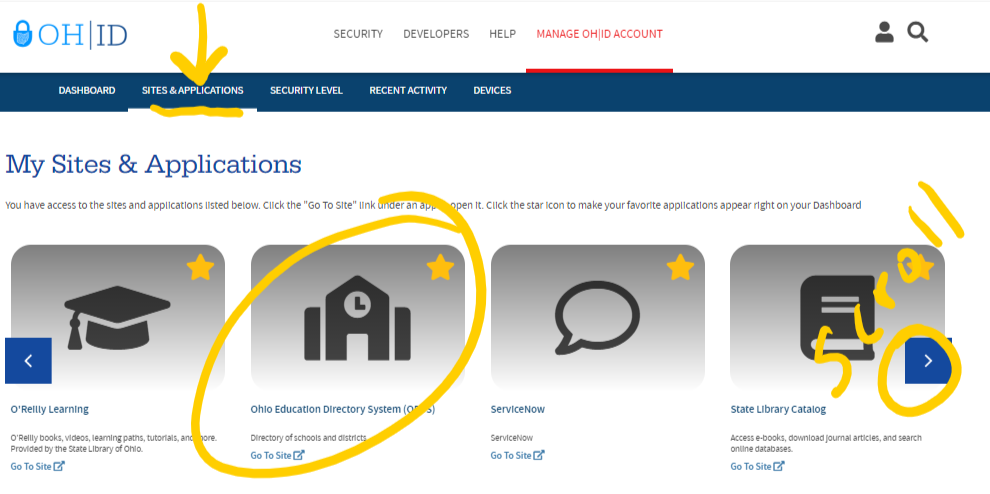 OH|ID
SECURITY DEVELOPERS HELP MANAGE OH|ID ACCOUNT
DASHBOARD SITES & APPLICATIONS SECURITY LEVEL RECENT ACTIVITY DEVICES
My Sites & Applications
You have access to the sites and applications listed below. Click the "Go To Site" link under an app to open it. Click the star icon to make your favorite applications appear right on your Dashboard
scroll
O'Reilly Learning
O'Reilly books, videos, learning paths, tutorials, and more.
Provided by the State Library of Ohio.
Go To Site
Ohio Education Directory System (OEDS)
Directory of schools and districts
Go To Site
ServiceNow
ServiceNow
Go To Site
State Library Catalog
Access e-books, download journal articles, and search
online databases.
Go To Site